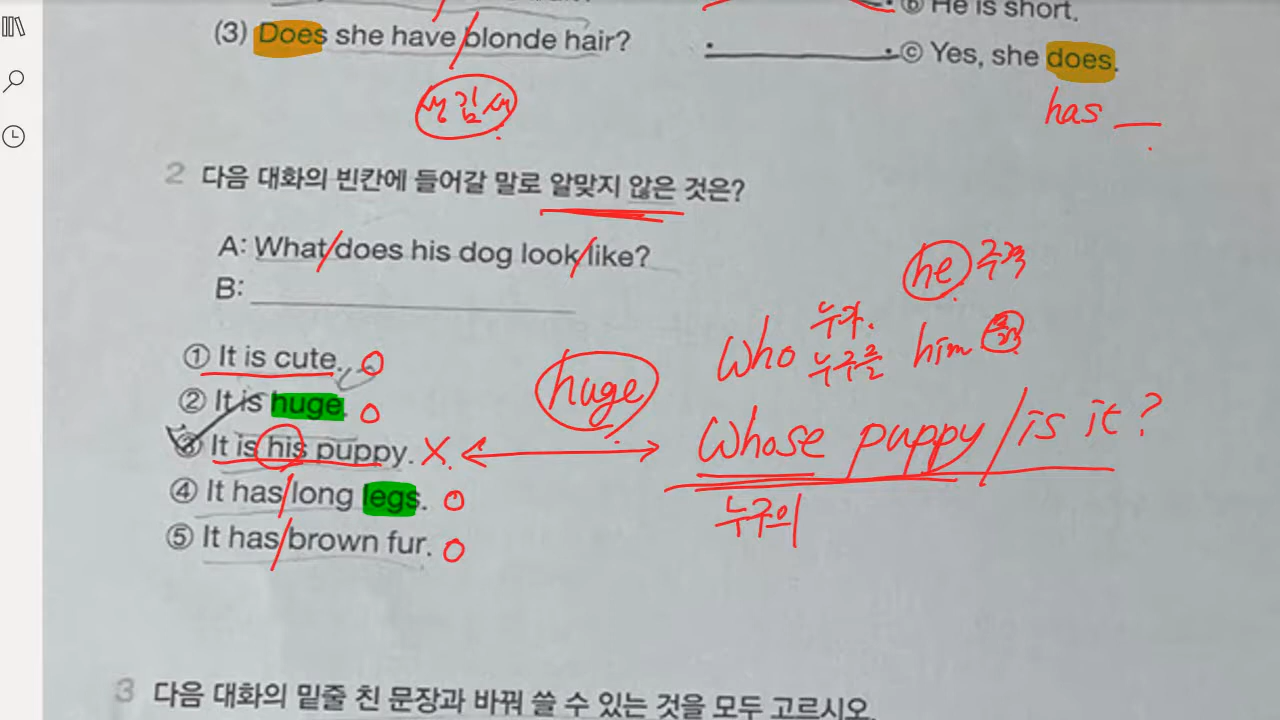 ⓑ He is short.
(3) Does she have blonde hair?
ⓒ Yes, she does.
생김새
has
2 다음 대화의 빈칸에 들어갈 말로 알맞지 않은 것은?
A: What does his dog look like?
B:
he 주격
who 누가.
누구를 him
① It is cute. O
② It is huge. O
huge
③ It is his puppy. X
whose puppy / is it?
누구의
④ It has long legs. O
⑤ It has brown fur. O
3 다음 대화의 밑줄 친 문장과 바꿔 쓸 수 있는 것을 모두 고르시오.